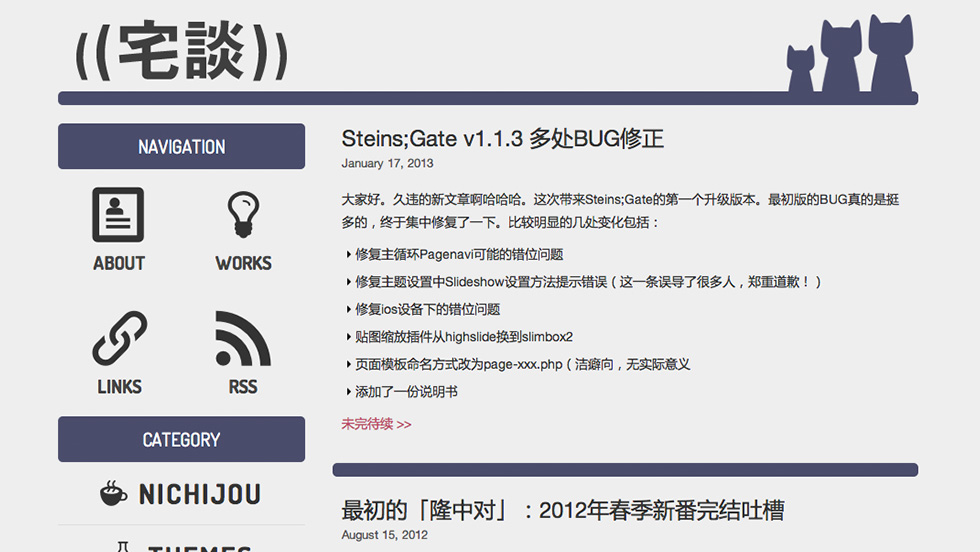 ((宅談))
NAVIGATION
ABOUT
WORKS
LINKS
RSS
CATEGORY
NICHIJOU
THEMES
Steins;Gate v1.1.3 多处BUG修正
January 17, 2013
大家好。久违的新文章啊哈哈哈。这次带来Steins;Gate的第一个升级版本。最初版的BUG真的是挺
多的，终于集中修复了一下。比较明显的几处变化包括：
修复主循环Pagenavi可能的错位问题
修复主题设置中Slideshow设置方法提示错误（这一条误导了很多人，郑重道歉！）
修复ios设备下的错位问题
贴图缩放插件从highslide换到slimbox2
页面模板命名方式改为page-xxx.php（洁癖向，无实际意义
添加了一份说明书
未完待续 >>
最初的「隆中对」：2012年春季新番完结吐槽
August 15, 2012